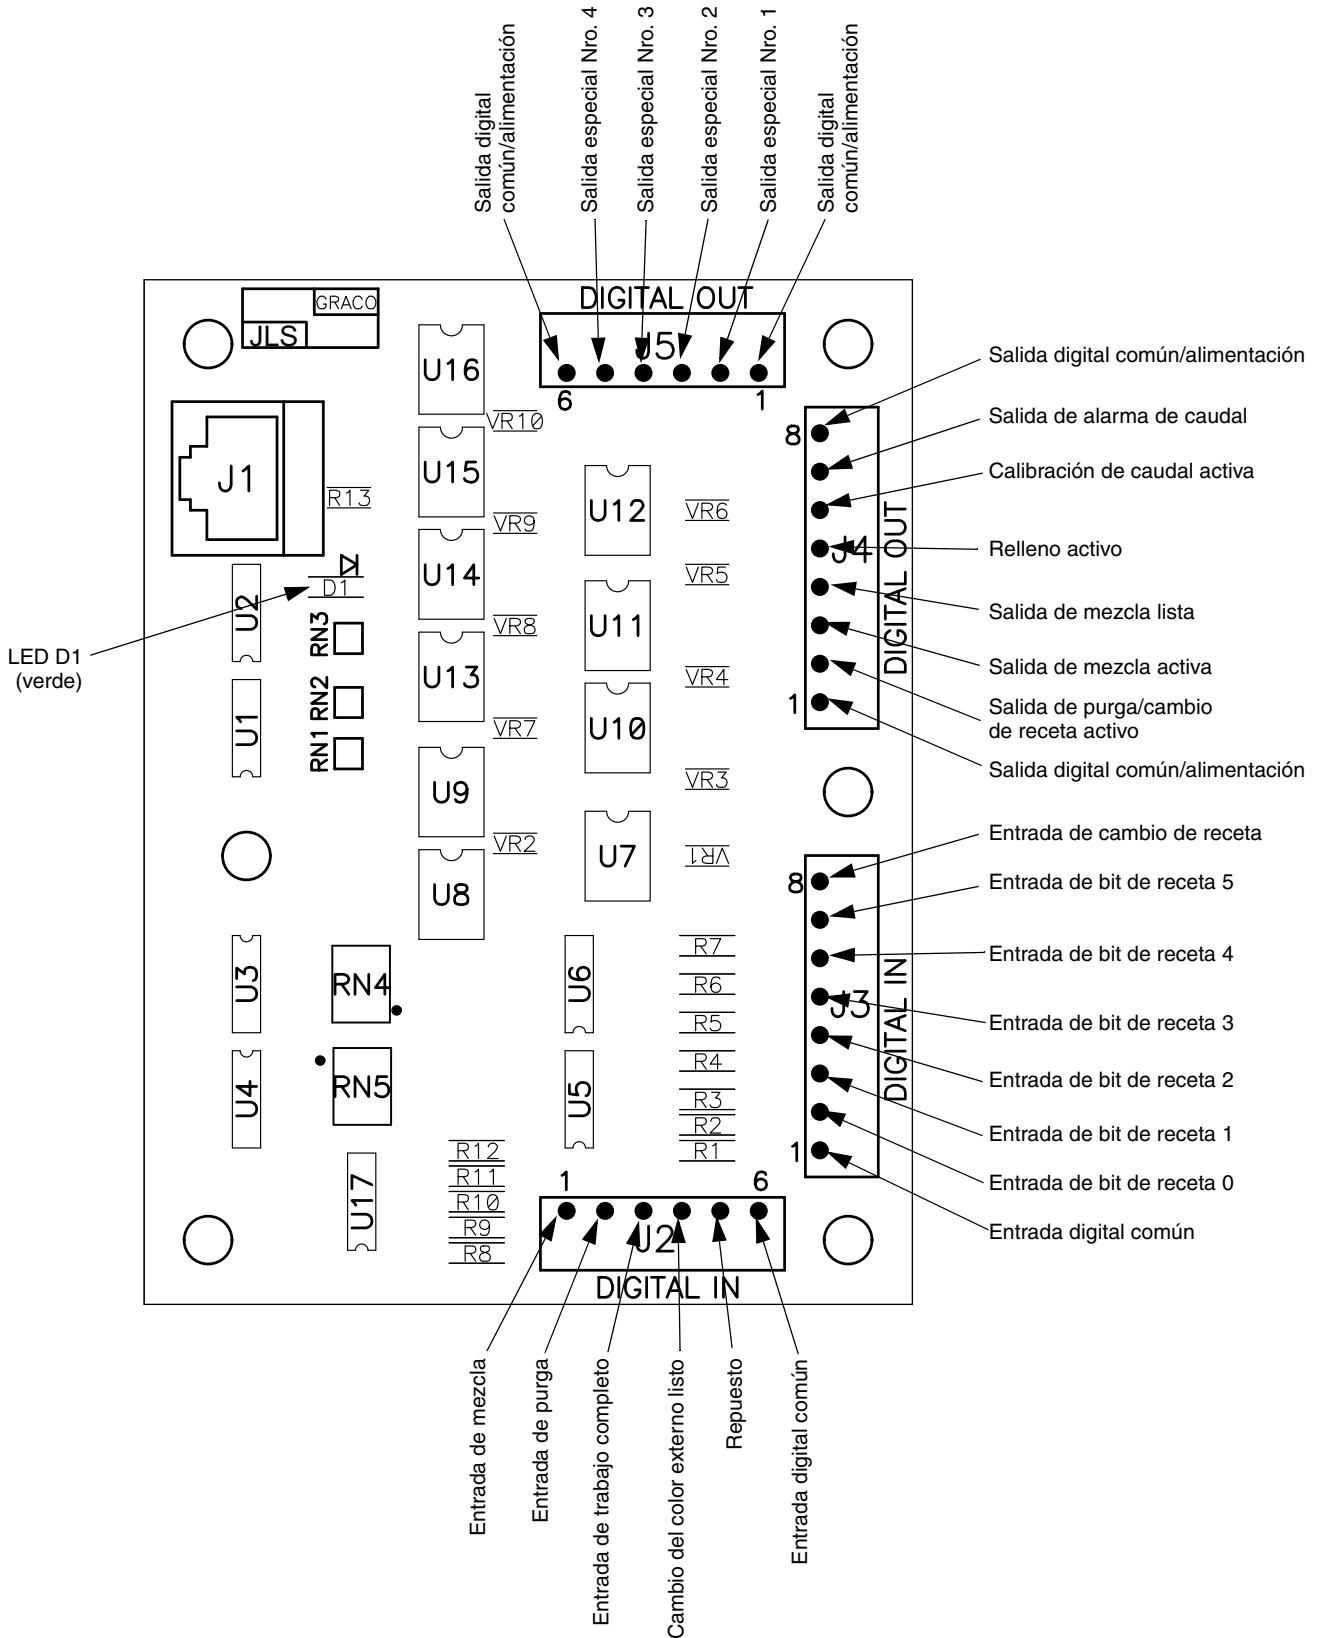 Salida digital
común/alimentación
Salida especial Nro. 4
Salida especial Nro. 3
Salida especial Nro. 2
Salida especial Nro. 1
Salida digital
común/alimentación
DIGITAL OUT
J5
6
1
GRACO
JLS
J1
R13
D1
LED D1
(verde)
U2
U1
RN3
RN2
RN1
U16
VR10
U15
VR9
U14
VR8
U13
VR7
U9
VR2
U8
U12
VR6
VR5
U11
VR4
U10
VR3
U7
VR1
8
J4
DIGITAL OUT
1
Salida digital común/alimentación
Salida de alarma de caudal
Calibración de caudal activa
Relleno activo
Salida de mezcla lista
Salida de mezcla activa
Salida de purga/cambio
de receta activo
Salida digital común/alimentación
8
J3
DIGITAL IN
1
Entrada de cambio de receta
Entrada de bit de receta 5
Entrada de bit de receta 4
Entrada de bit de receta 3
Entrada de bit de receta 2
Entrada de bit de receta 1
Entrada de bit de receta 0
Entrada digital común
U3
RN4
U4
RN5
U17
U6
U5
R7
R6
R5
R4
R3
R2
R1
R12
R11
R10
R9
R8
1
6
J2
DIGITAL IN
Entrada de mezcla
Entrada de purga
Entrada de trabajo completo
Cambio del color externo listo
Repuesto
Entrada digital común